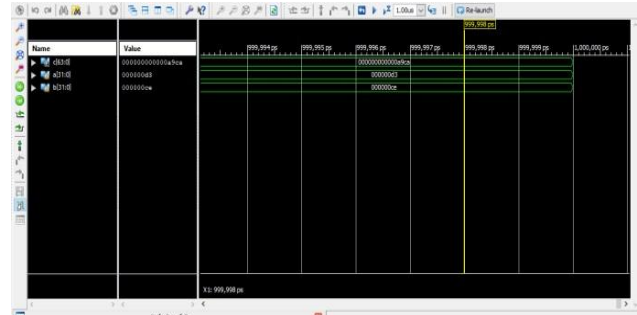 1.00us Re-launch
999,998 ps
Name Value 999,994 ps 999,995 ps 999,996 ps 999,997 ps 999,998 ps 999,999 ps 1,000,000 ps
c[63:0] 000000000000a9ca 000000000000a9ca
a[31:0] 000000d3 000000d3
b[31:0] 000000ce 000000ce
X1: 999,998 ps